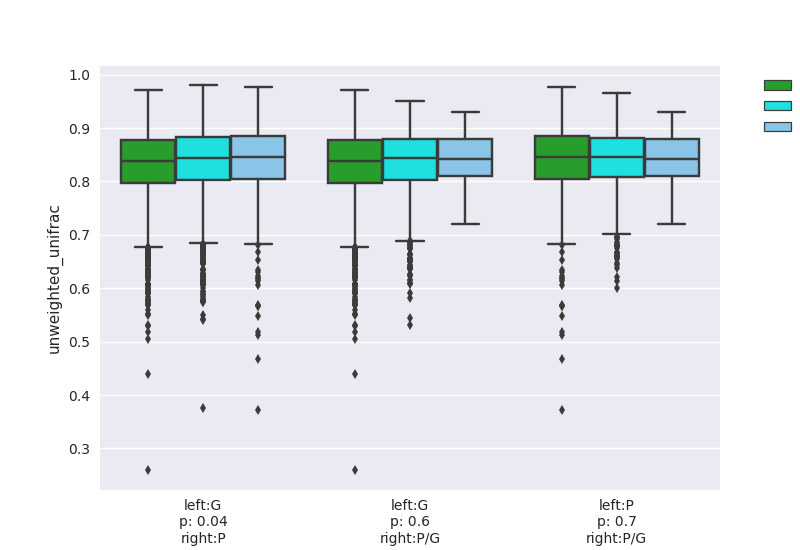 1.0
0.9
0.8
0.7
0.6
0.5
0.4
0.3
unweighted_unifrac
left:G
p: 0.04
right:P
left:G
p: 0.6
right:P/G
left:P
p: 0.7
right:P/G